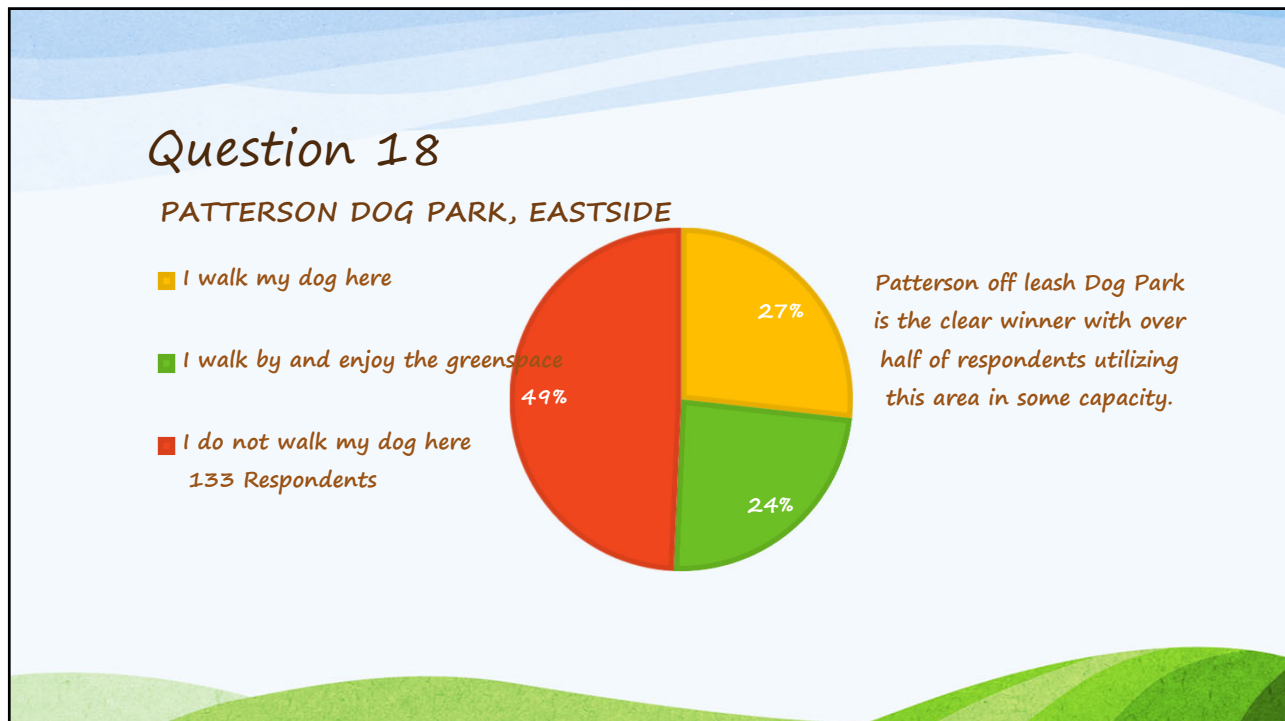 Question 18
PATTERSON DOG PARK, EASTSIDE
I walk my dog here
I walk by and enjoy the greenspace
I do not walk my dog here
133 Respondents
27%
49%
24%
Patterson off leash Dog Park
is the clear winner with over
half of respondents utilizing
this area in some capacity.